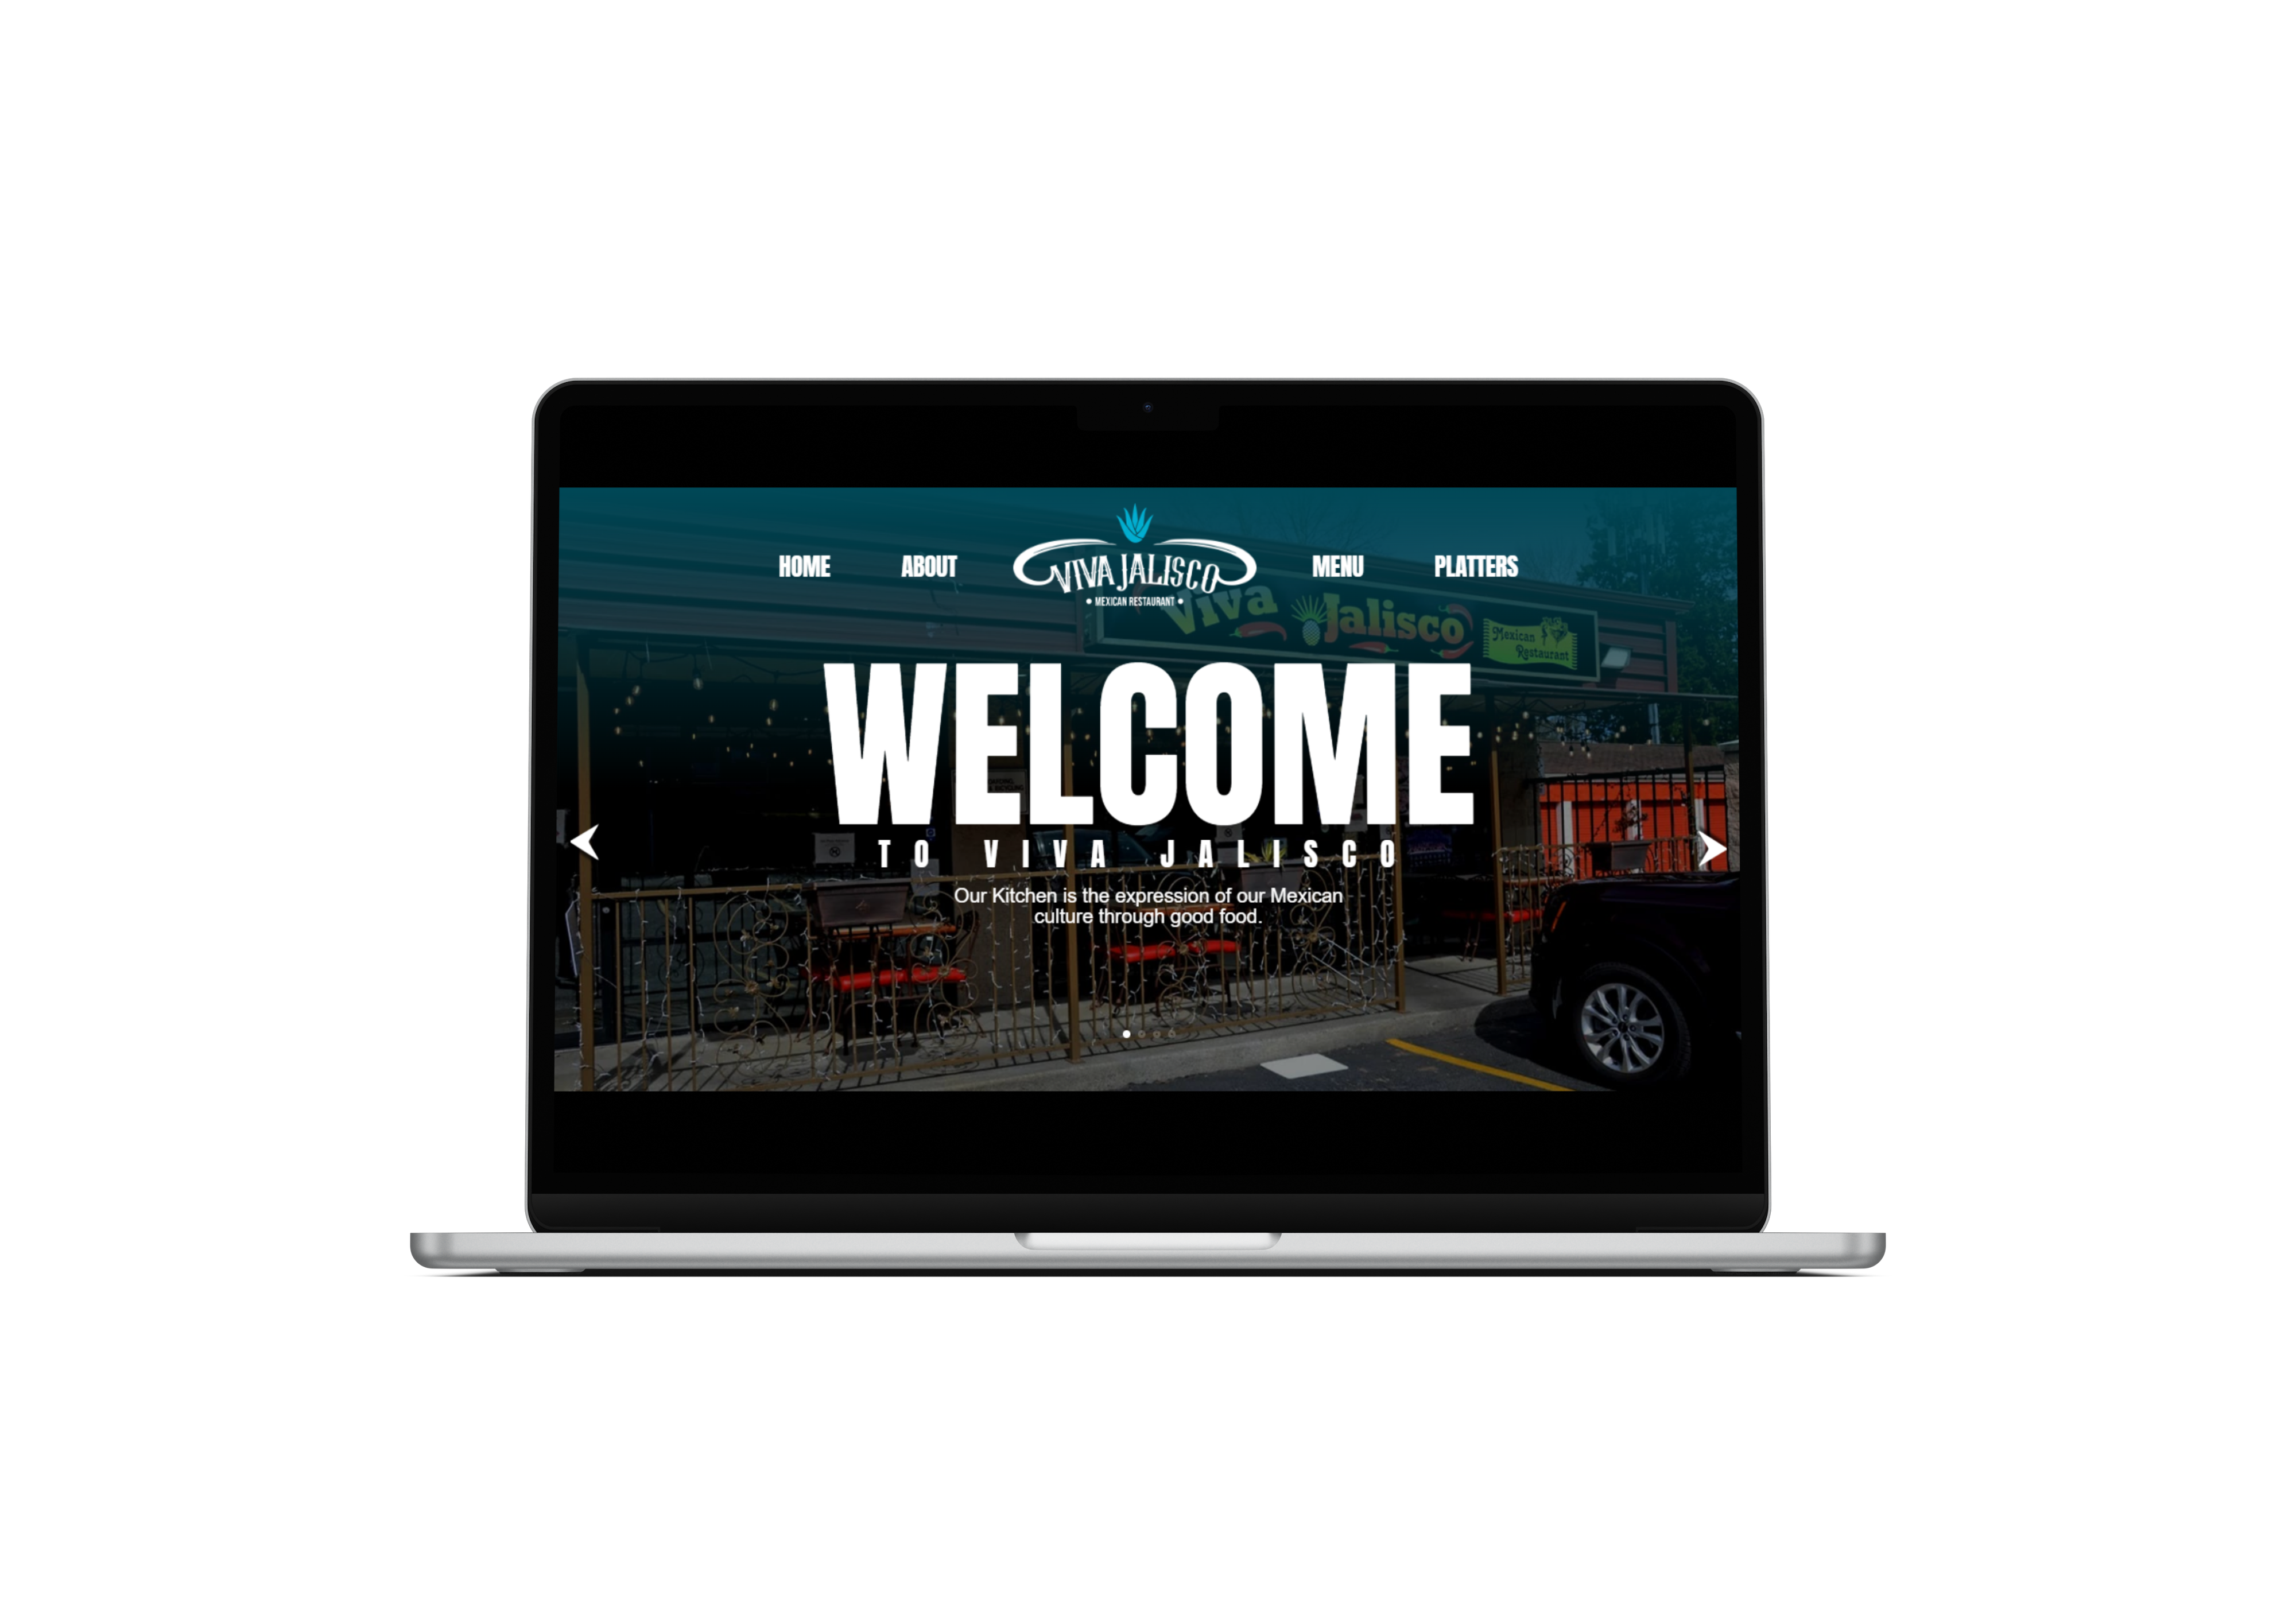 HOME ABOUT VIVA JALISCO MENU PLATTERS
• MEXICAN RESTAURANT •
Viva Jalisco Mexican
Restaurant
WELCOME
TO VIVA JALISCO
Our Kitchen is the expression of our Mexican
culture through good food.